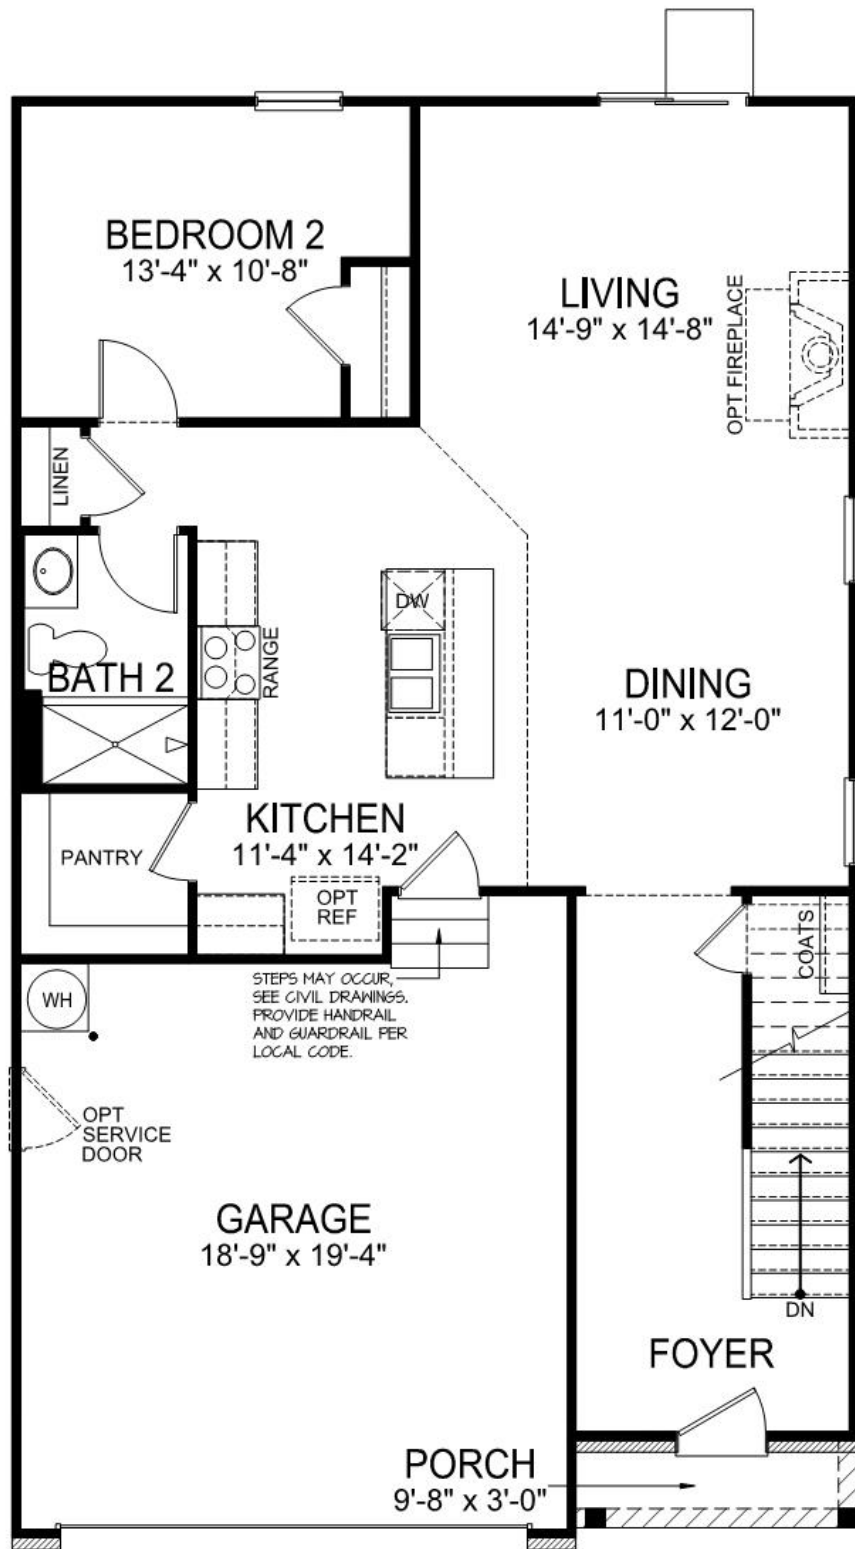 BEDROOM 2
13'-4" x 10'-8"
LIVING
14'-9" x 14'-8"
OPT FIREPLACE
LINEN
DW
RANGE
BATH 2
DINING
11'-0" x 12'-0"
KITCHEN
11'-4" x 14'-2"
PANTRY
OPT
REF
COATS
WH
STEPS MAY OCCUR,
SEE CIVIL DRAWINGS.
PROVIDE HANDRAIL
AND GUARDRAIL PER
LOCAL CODE.
OPT
SERVICE
DOOR
GARAGE
18'-9" x 19'-4"
DN
FOYER
PORCH
9'-8" x 3'-0"